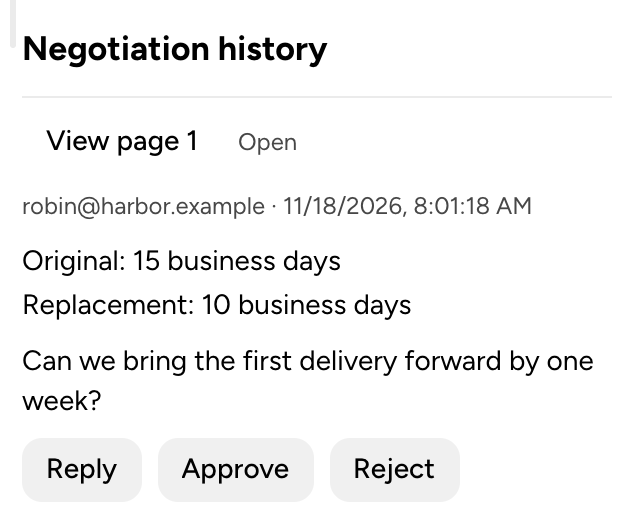 Negotiation history
View page 1 Open
robin@harbor.example · 11/18/2026, 8:01:18 AM
Original: 15 business days
Replacement: 10 business days
Can we bring the first delivery forward by one
week?
Reply Approve Reject